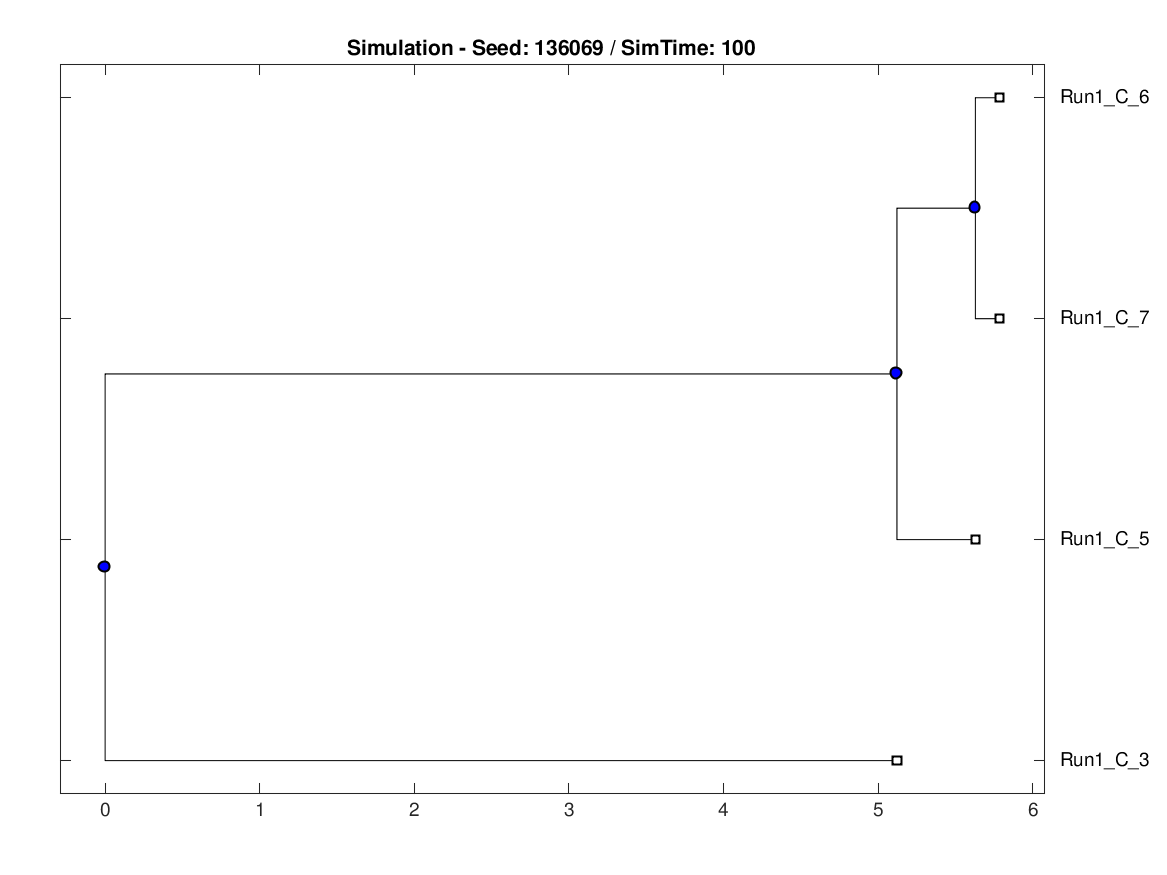 Simulation - Seed: 136069 / SimTime: 100
Run1_C_6
Run1_C_7
Run1_C_5
Run1_C_3
0 1 2 3 4 5 6